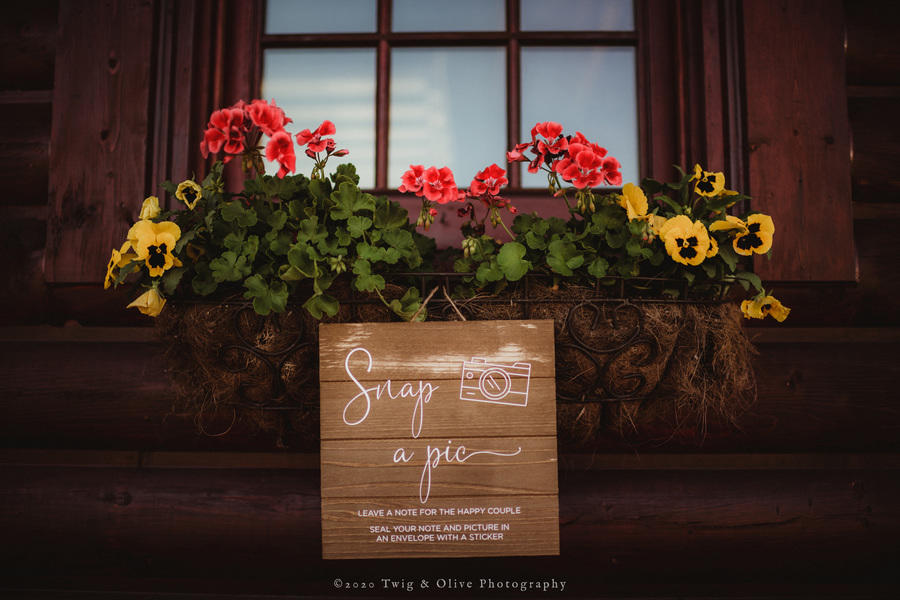 Snap
a pic
LEAVE A NOTE FOR THE HAPPY COUPLE
SEAL YOUR NOTE AND PICTURE IN
AN ENVELOPE WITH A STICKER
©2020 Twig & Olive Photography